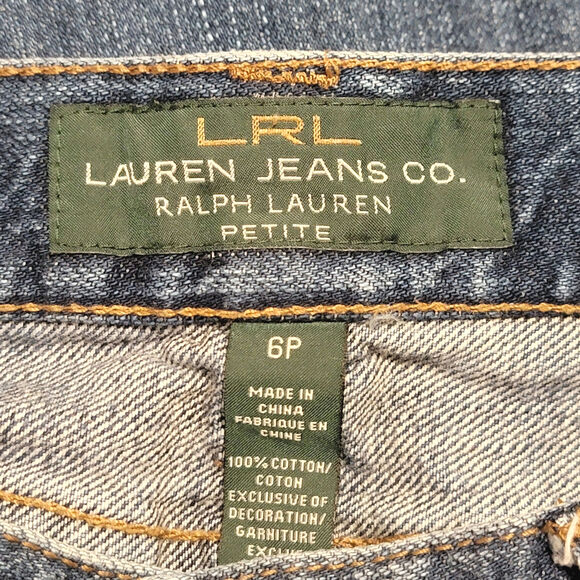 LRL
LAUREN JEANS CO.
RALPH LAUREN
PETITE
6P
MADE IN
CHINA
FABRIQUE EN
CHINE
100% COTTON/
COTON
EXCLUSIVE OF
DECORATION/
GARNITURE